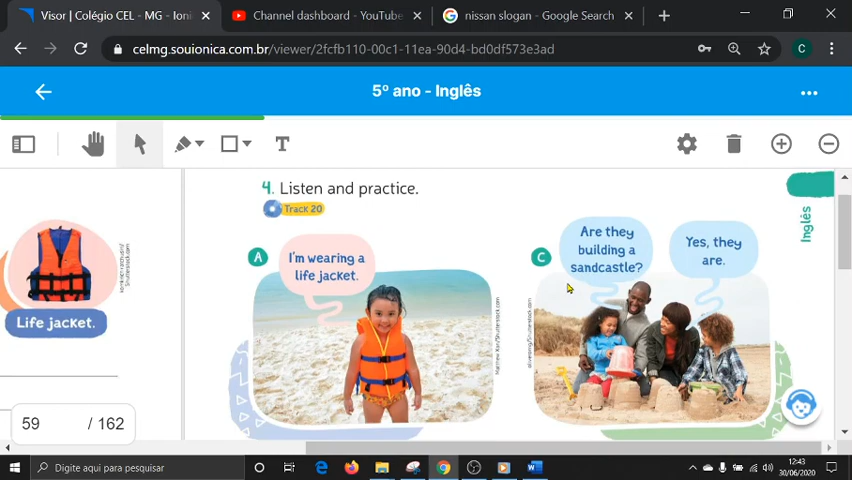 Visor | Colégio CEL - MG - Ioni
Channel dashboard - YouTube
nissan slogan - Google Search
celmg.souionica.com.br/viewer/2fcfb110-00c1-11ea-90d4-bd0df573e3ad
C
5º ano - Inglês
T
4. Listen and practice.
Track 20
Inglês
A
I'm wearing a
life jacket.
C
Are they
building a
sandcastle?
Yes, they
are.
Life jacket.
Shutterstock.com
59 / 162
Digite aqui para pesquisar
12:43
30/06/2020